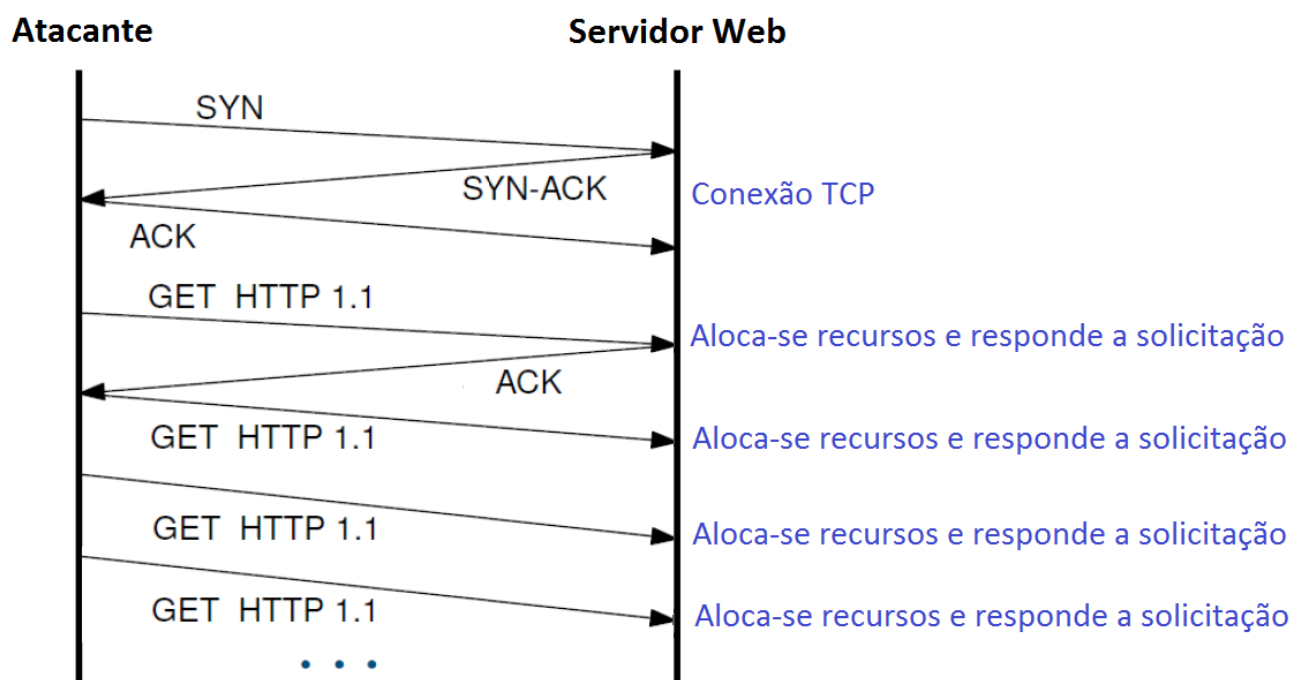 Atacante
Servidor Web
SYN
SYN-ACK
Conexão TCP
ACK
GET HTTP 1.1
Aloca-se recursos e responde a solicitação
ACK
GET HTTP 1.1
Aloca-se recursos e responde a solicitação
GET HTTP 1.1
Aloca-se recursos e responde a solicitação
GET HTTP 1.1
Aloca-se recursos e responde a solicitação
. . .